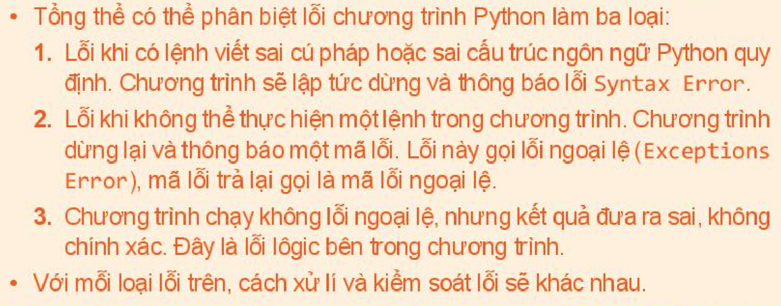 • Tổng thể có thể phân biệt lỗi chương trình Python làm ba loại:
1. Lỗi khi có lệnh viết sai cú pháp hoặc sai cấu trúc ngôn ngữ Python quy
định. Chương trình sẽ lập tức dừng và thông báo lỗi Syntax Error.
2. Lỗi khi không thể thực hiện một lệnh trong chương trình. Chương trình
dừng lại và thông báo một mã lỗi. Lỗi này gọi lỗi ngoại lệ (Exceptions
Error), mã lỗi trả lại gọi là mã lỗi ngoại lệ.
3. Chương trình chạy không lỗi ngoại lệ, nhưng kết quả đưa ra sai, không
chính xác. Đây là lỗi lôgic bên trong chương trình.
• Với mỗi loại lỗi trên, cách xử lí và kiểm soát lỗi sẽ khác nhau.